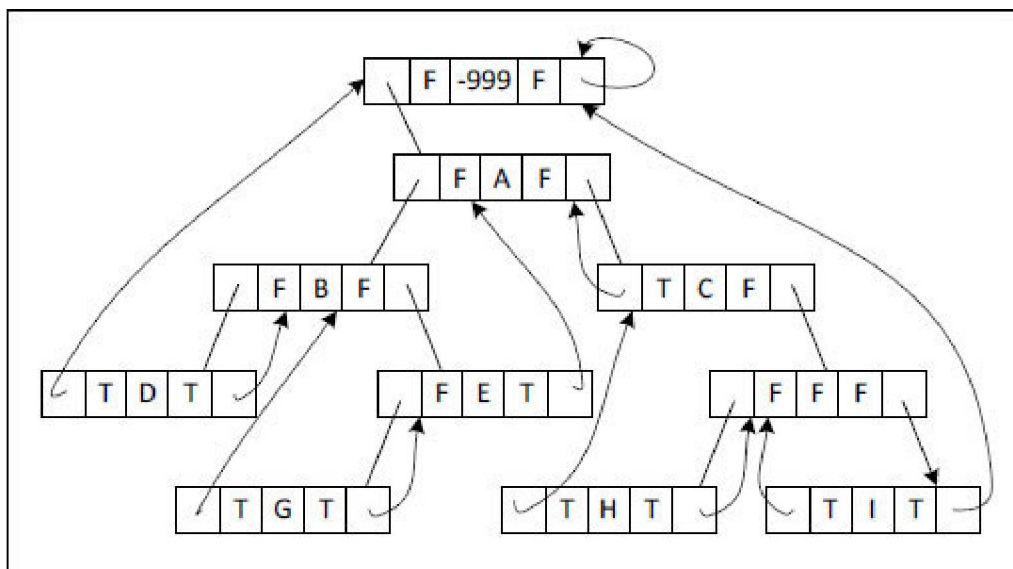 F -999 F
F A F
F B F T C F
T D T F E T F F F
T G T T H T T I T